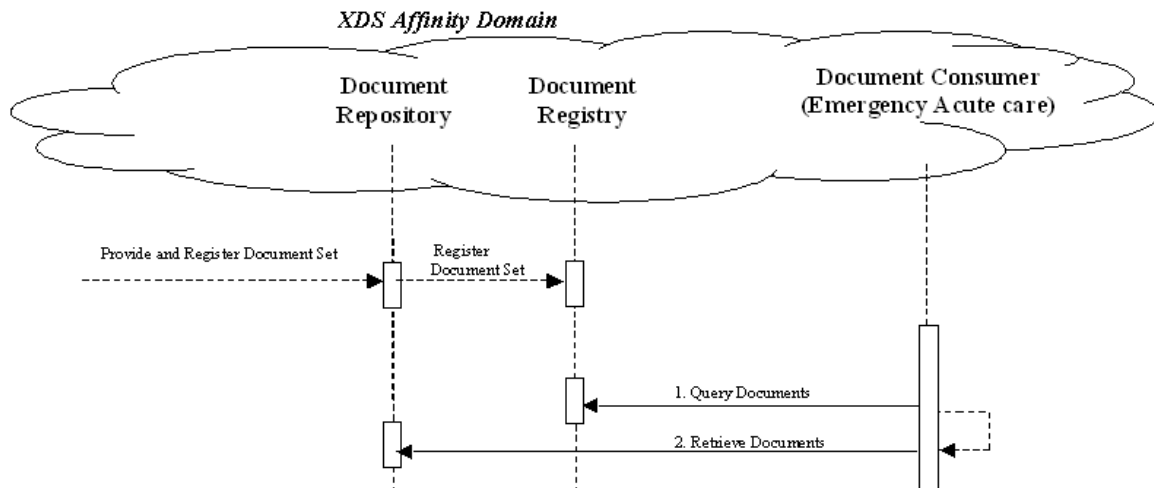 XDS Affinity Domain
Document
Repository
Document
Registry
Document Consumer
(Emergency Acute care)
Provide and Register Document Set
Register
Document Set
1. Query Documents
2. Retrieve Documents